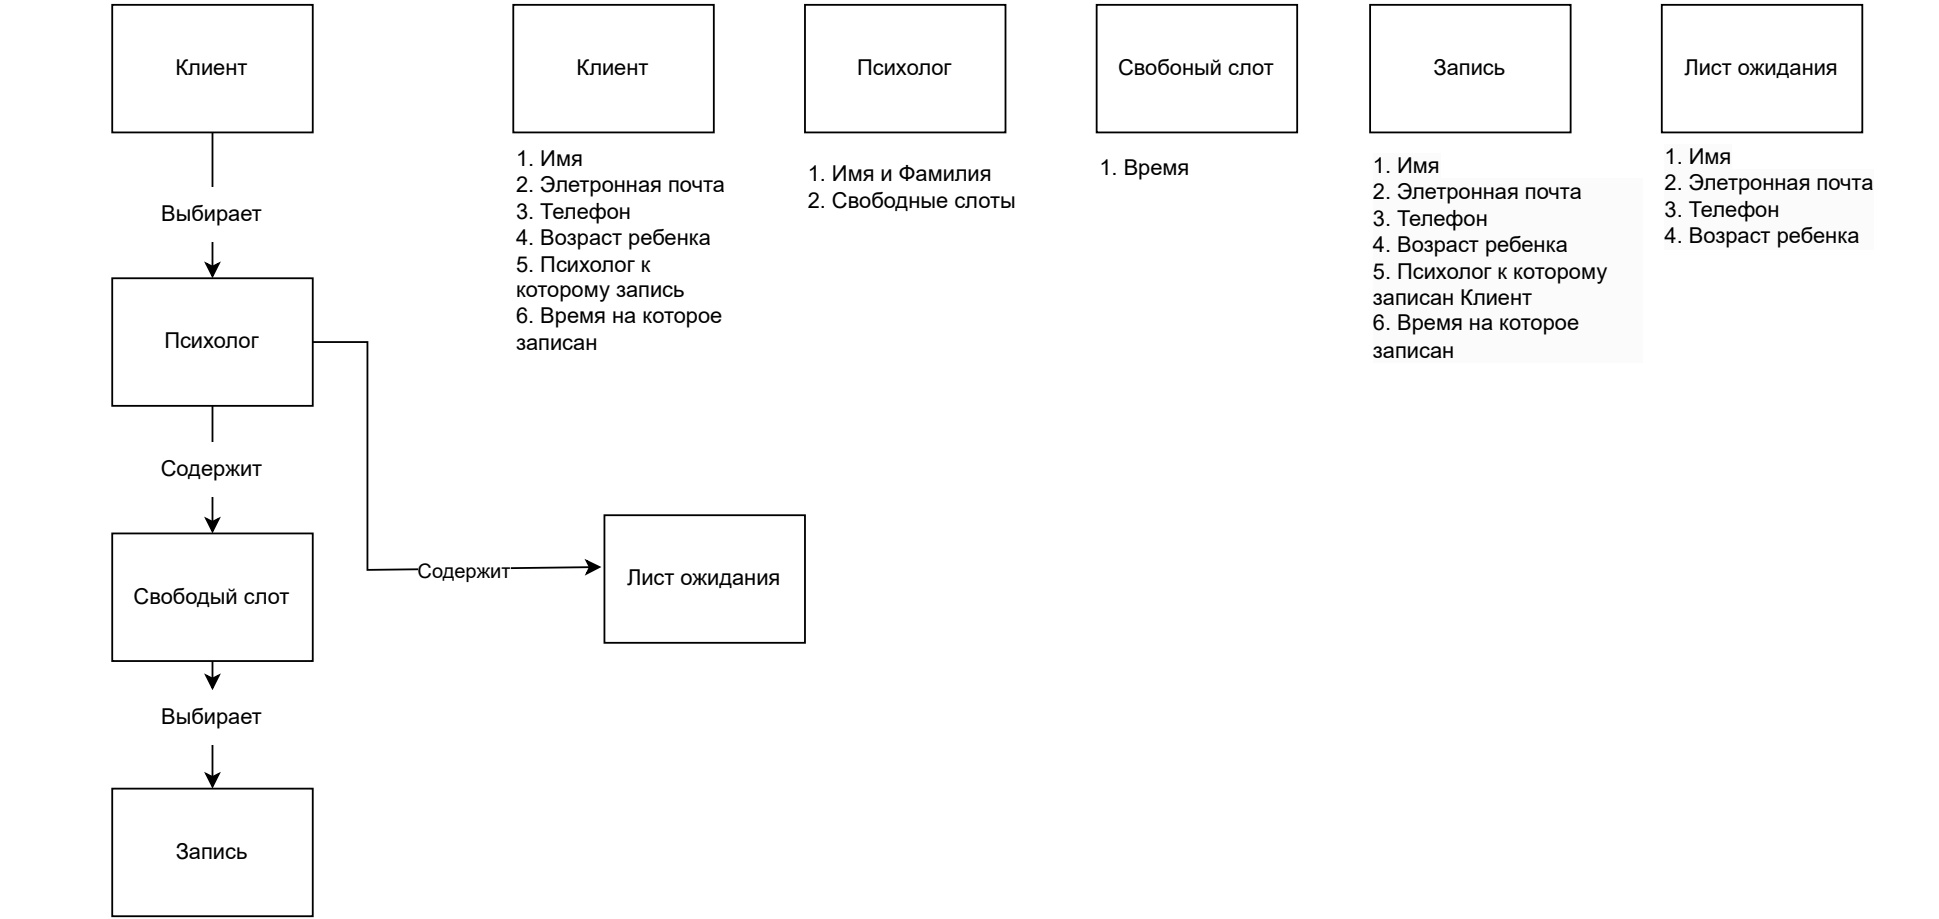 Клиент
Выбирает
Психолог
Содержит
Свободый слот
Выбирает
Запись
Содержит
Лист ожидания
Клиент
1. Имя
2. Элетронная почта
3. Телефон
4. Возраст ребенка
5. Психолог к
которому запись
6. Время на которое
записан
Психолог
1. Имя и Фамилия
2. Свободные слоты
Свобоный слот
1. Время
Запись
1. Имя
2. Элетронная почта
3. Телефон
4. Возраст ребенка
5. Психолог к которому
записан Клиент
6. Время на которое
записан
Лист ожидания
1. Имя
2. Элетронная почта
3. Телефон
4. Возраст ребенка